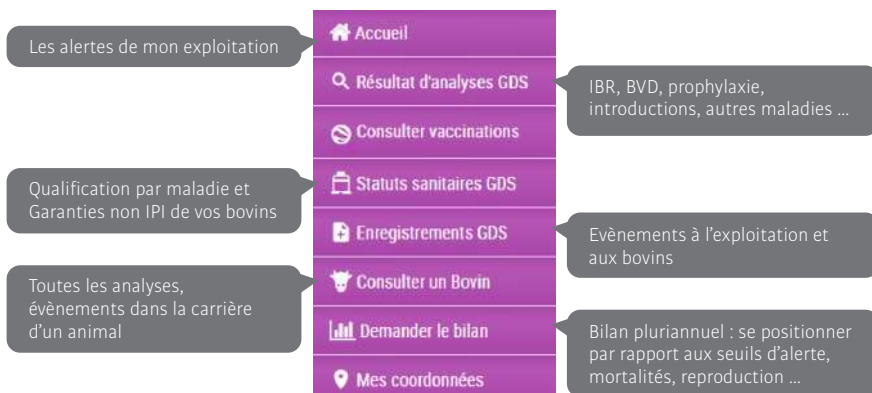 Accueil
Les alertes de mon exploitation
Résultat d'analyses GDS
IBR, BVD, prophylaxie,
introductions, autres maladies ...
Consulter vaccinations
Statuts sanitaires GDS
Qualification par maladie et
Garanties non IPI de vos bovins
Enregistrements GDS
Evènements à l'exploitation et
aux bovins
Consulter un Bovin
Toutes les analyses,
évènements dans la carrière
d'un animal
Demander le bilan
Bilan pluriannuel : se positionner
par rapport aux seuils d'alerte,
mortalités, reproduction ...
Mes coordonnées